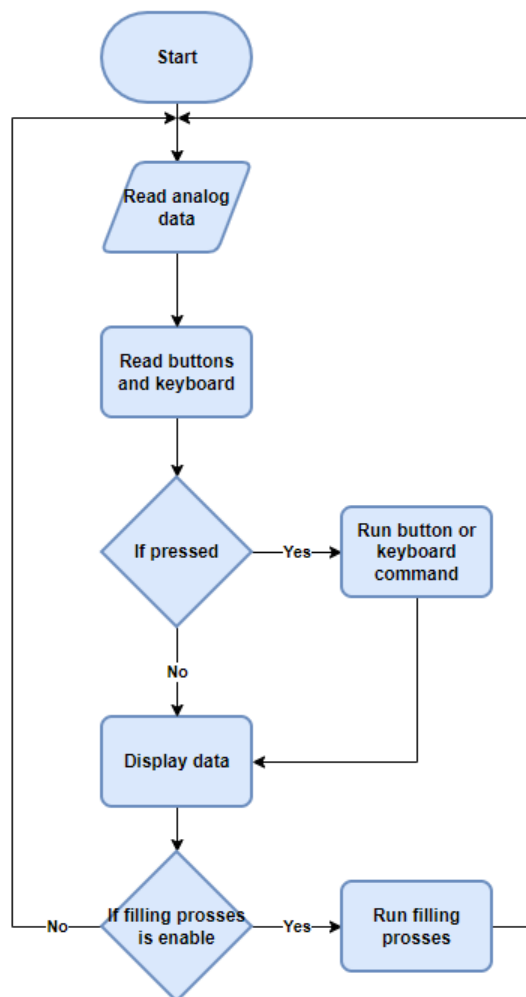 Start
Read analog
data
Read buttons
and keyboard
If pressed
Yes
Run button or
keyboard
command
No
Display data
No
If filling prosses
is enable
Yes
Run filling
prosses